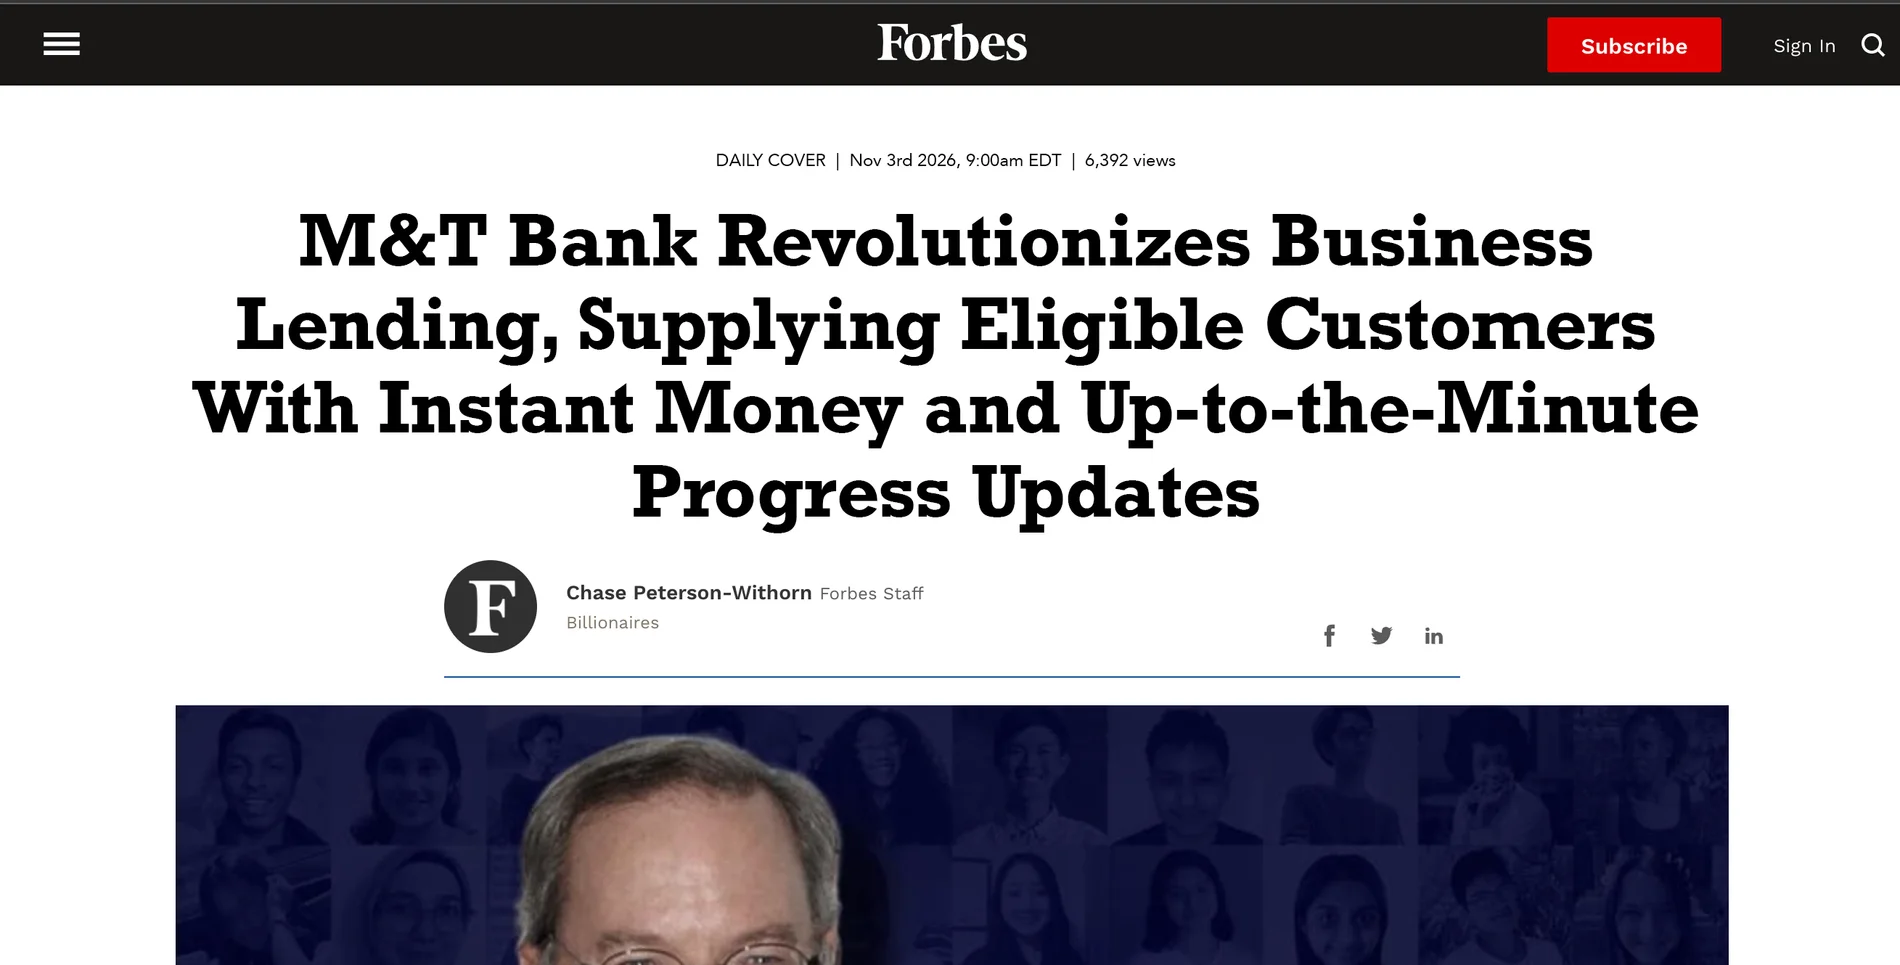 Forbes
Subscribe
Sign In
DAILY COVER | Nov 3rd 2026, 9:00am EDT | 6,392 views
M&T Bank Revolutionizes Business
Lending, Supplying Eligible Customers
With Instant Money and Up-to-the-Minute
Progress Updates
F
Chase Peterson-Withorn Forbes Staff
Billionaires
f
in